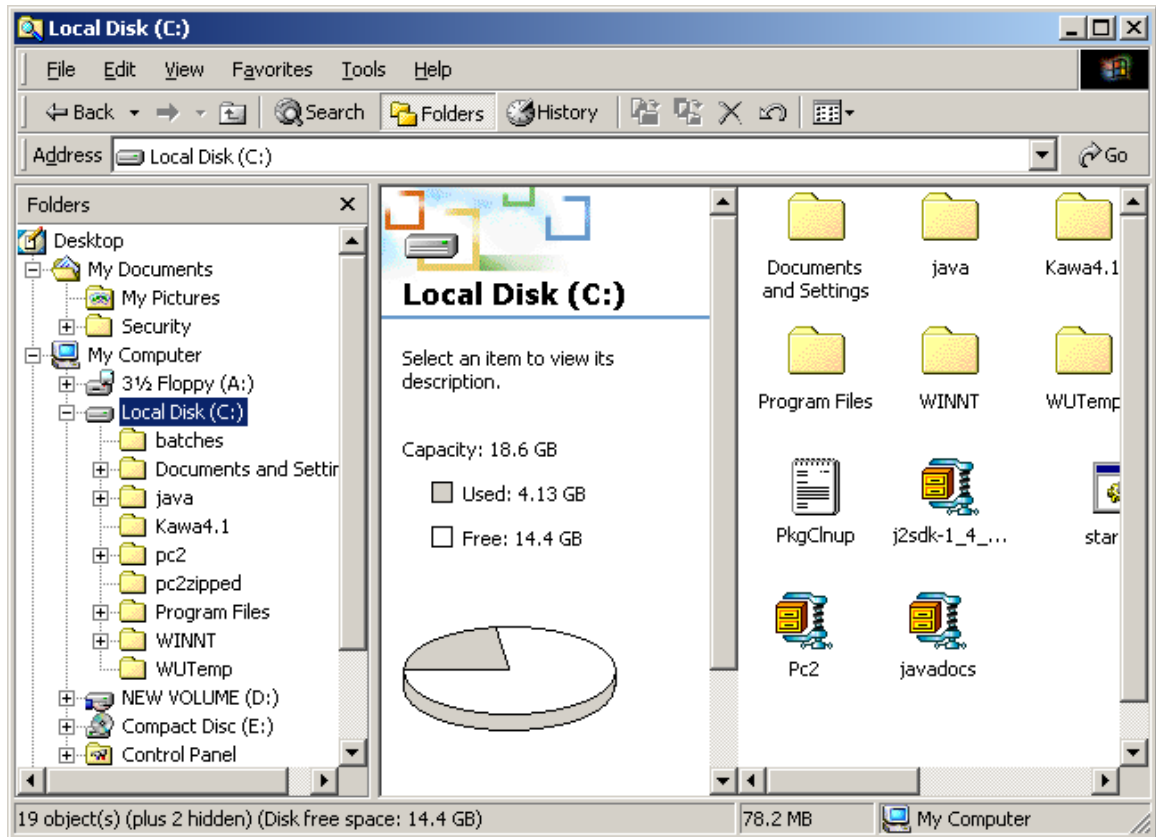 Local Disk (C:)
File Edit View Favorites Tools Help
Back Search Folders History
Address Local Disk (C:) Go
Folders
Desktop
My Documents
My Pictures
Security
My Computer
3½ Floppy (A:)
Local Disk (C:)
batches
Documents and Settir
java
Kawa4.1
pc2
pc2zipped
Program Files
WINNT
WUTemp
NEW VOLUME (D:)
Compact Disc (E:)
Control Panel
Local Disk (C:)
Select an item to view its
description.
Capacity: 18.6 GB
Used: 4.13 GB
Free: 14.4 GB
Documents
and Settings
java
Kawa4.1
Program Files
WINNT
WUTemp
PkgClnup
j2sdk-1_4_...
star
Pc2
javadocs
19 object(s) (plus 2 hidden) (Disk free space: 14.4 GB)
78.2 MB
My Computer